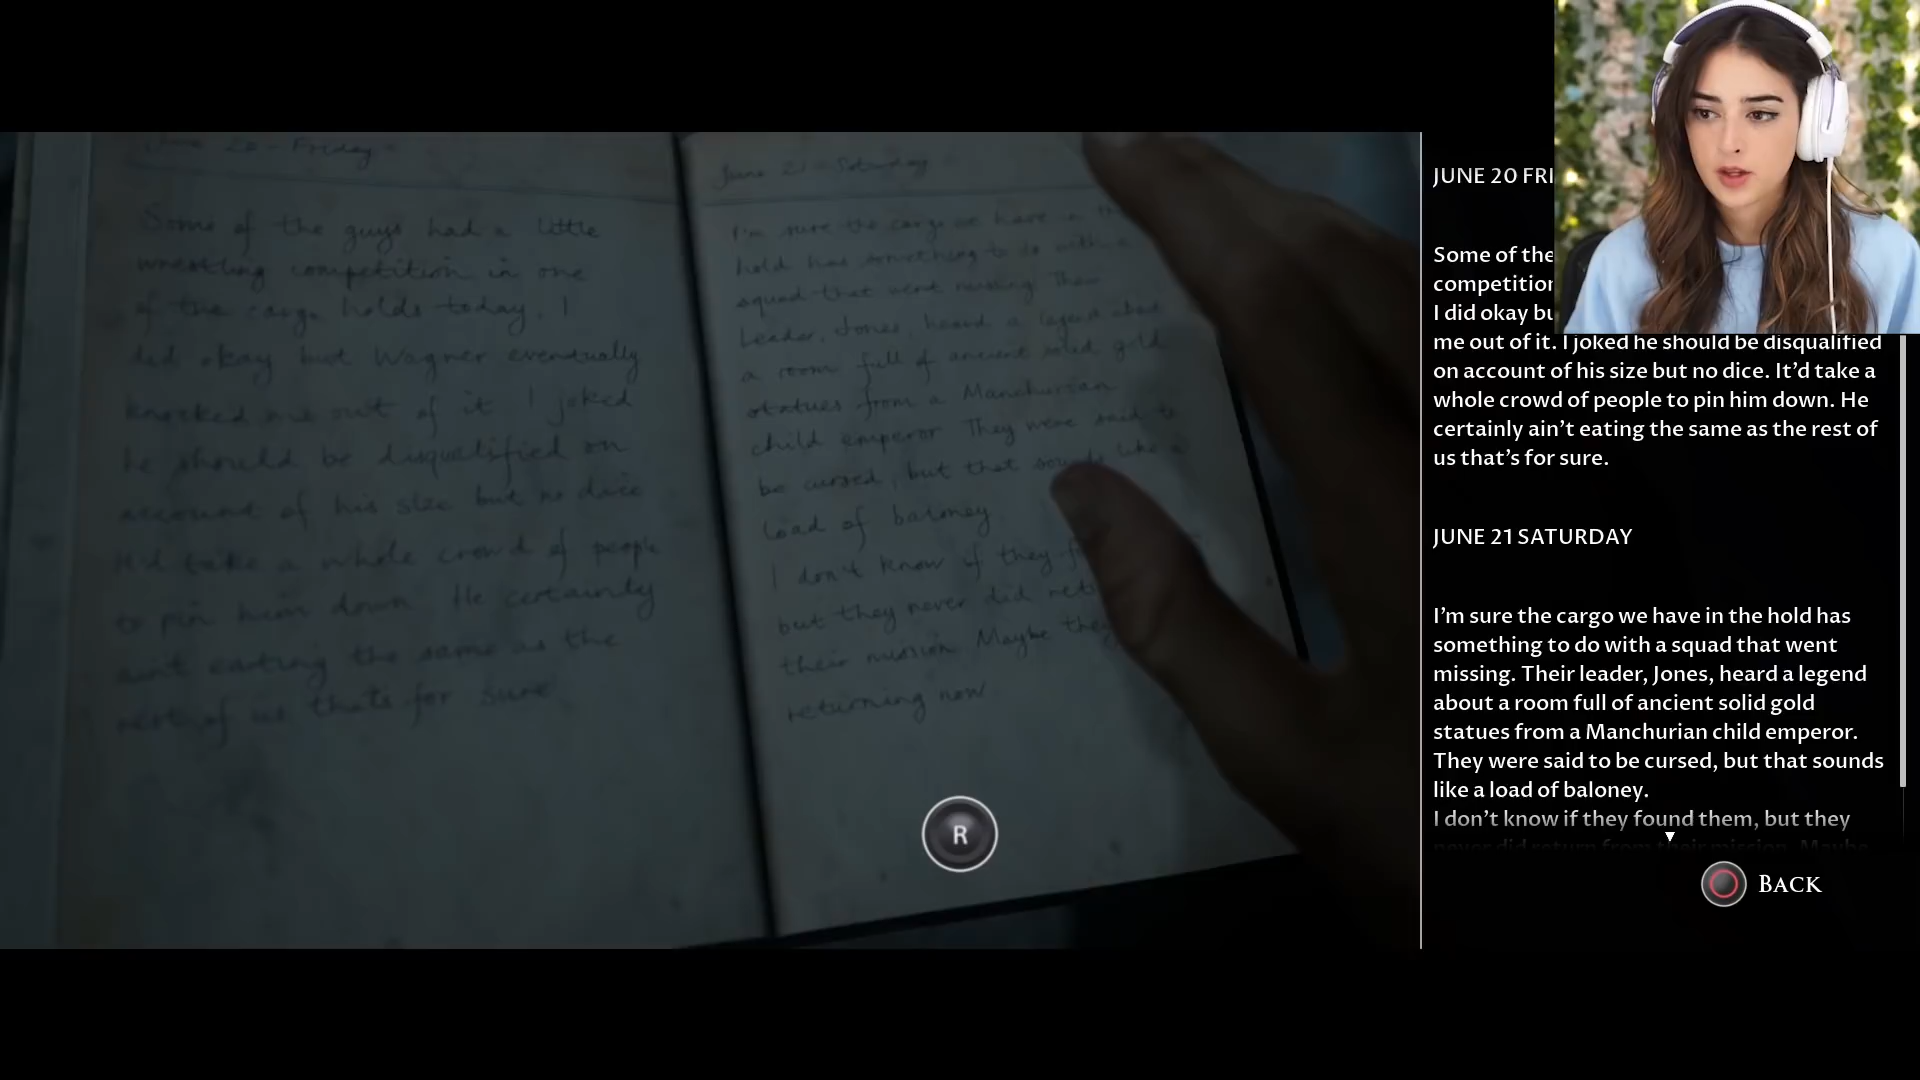 June 20 - Friday
Some of the guys had a little
wrestling competition in one
of the cargo holds today. I
did okay but Wagner eventually
knocked me out of it I joked
he should be disqualified on
account of his size but no dice
It'd take a whole crowd of people
to pin him down He certainly
ain't eating the same as the
rest of us thats for sure
June 21 - Saturday
I'm sure the cargo we have in the
hold has something to do with a
squad that went missing Their
Leader, Jones, heard a legend about
a room full of ancient solid gold
statues from a Manchurian
child emperor They were said to
be cursed, but that sounds like a
load of baloney
I don't know if they
but they never did
their mission Maybe
returning now
R
JUNE 20 FRI
Some of the
competition
I did okay bu
me out of it. I joked he should be disqualified
on account of his size but no dice. It'd take a
whole crowd of people to pin him down. He
certainly ain't eating the same as the rest of
us that's for sure.
JUNE 21 SATURDAY
I'm sure the cargo we have in the hold has
something to do with a squad that went
missing. Their leader, Jones, heard a legend
about a room full of ancient solid gold
statues from a Manchurian child emperor.
They were said to be cursed, but that sounds
like a load of baloney.
I don't know if they found them, but they
never did return from their mission. Maybe
BACK